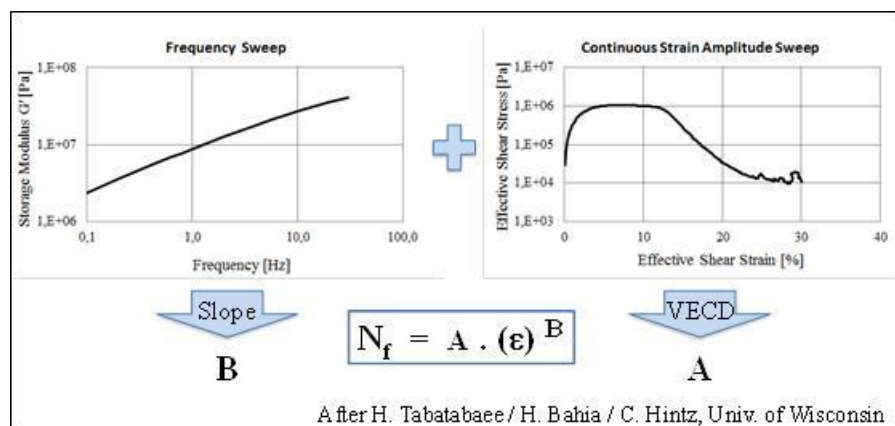 Frequency Sweep
Storage Modulus G' [Pa]
1,E+08
1,E+07
1,E+06
0,1
1,0
10,0
100,0
Frequency [Hz]
Continuous Strain Amplitude Sweep
Effective Shear Stress [Pa]
1,E+07
1,E+06
1,E+05
1,E+04
1,E+03
0
10
20
30
40
Effective Shear Strain [%]
Slope
B
N_f = A . (ε)^B
VECD
A
After H. Tabatabaee / H. Bahia / C. Hintz, Univ. of Wisconsin